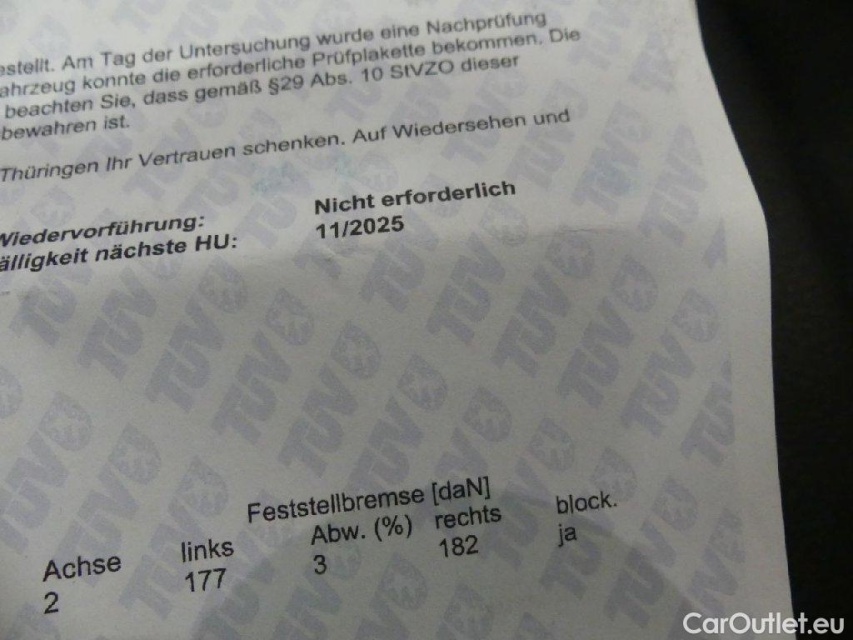 estellt. Am Tag der Untersuchung wurde eine Nachprüfung
ahrzeug konnte die erforderliche Prüfplakette bekommen. Die
beachten Sie, dass gemäß §29 Abs. 10 StVZO dieser
bewahren ist.
Thüringen Ihr Vertrauen schenken. Auf Wiedersehen und
Wiedervorführung: Nicht erforderlich
älligkeit nächste HU: 11/2025
Feststellbremse [daN]
Achse links Abw. (%) rechts block.
2 177 3 182 ja
CarOutlet.eu